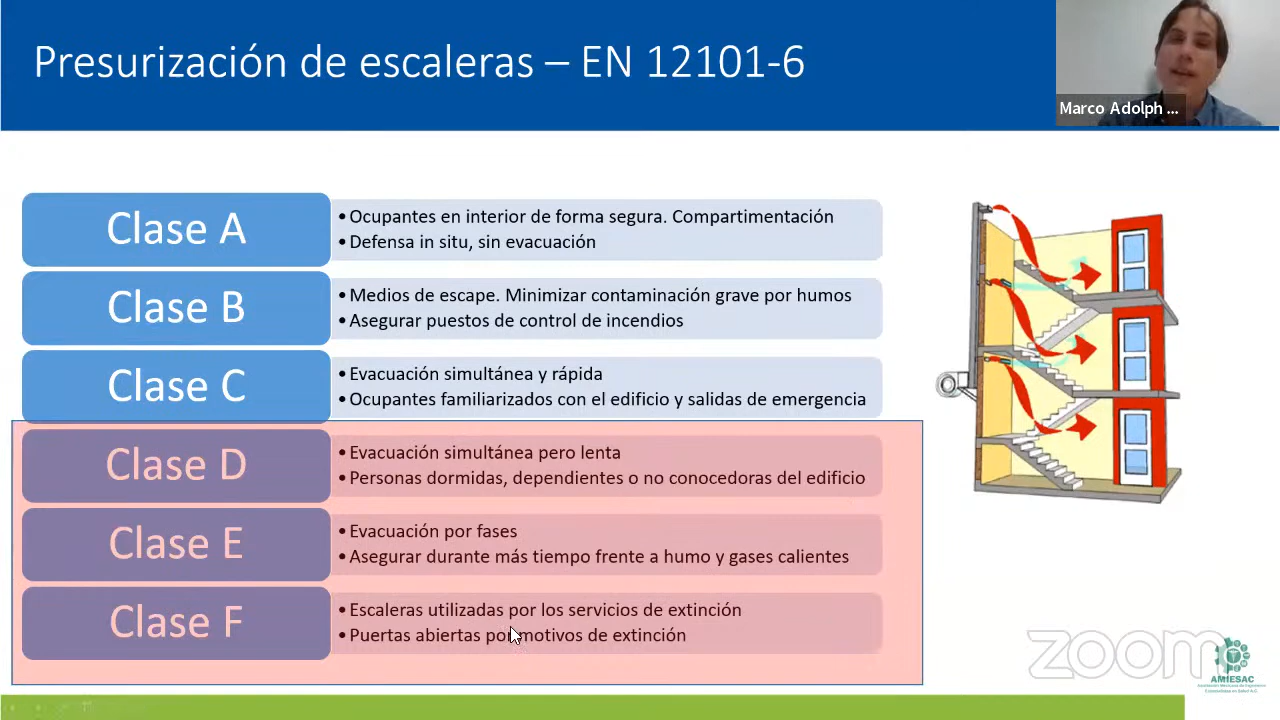 Presurización de escaleras – EN 12101-6
Marco Adolph ...
Clase A
• Ocupantes en interior de forma segura. Compartimentación
• Defensa in situ, sin evacuación
Clase B
• Medios de escape. Minimizar contaminación grave por humos
• Asegurar puestos de control de incendios
Clase C
• Evacuación simultánea y rápida
• Ocupantes familiarizados con el edificio y salidas de emergencia
Clase D
• Evacuación simultánea pero lenta
• Personas dormidas, dependientes o no conocedoras del edificio
Clase E
• Evacuación por fases
• Asegurar durante más tiempo frente a humo y gases calientes
Clase F
• Escaleras utilizadas por los servicios de extinción
• Puertas abiertas por motivos de extinción
zoom
AMIESAC